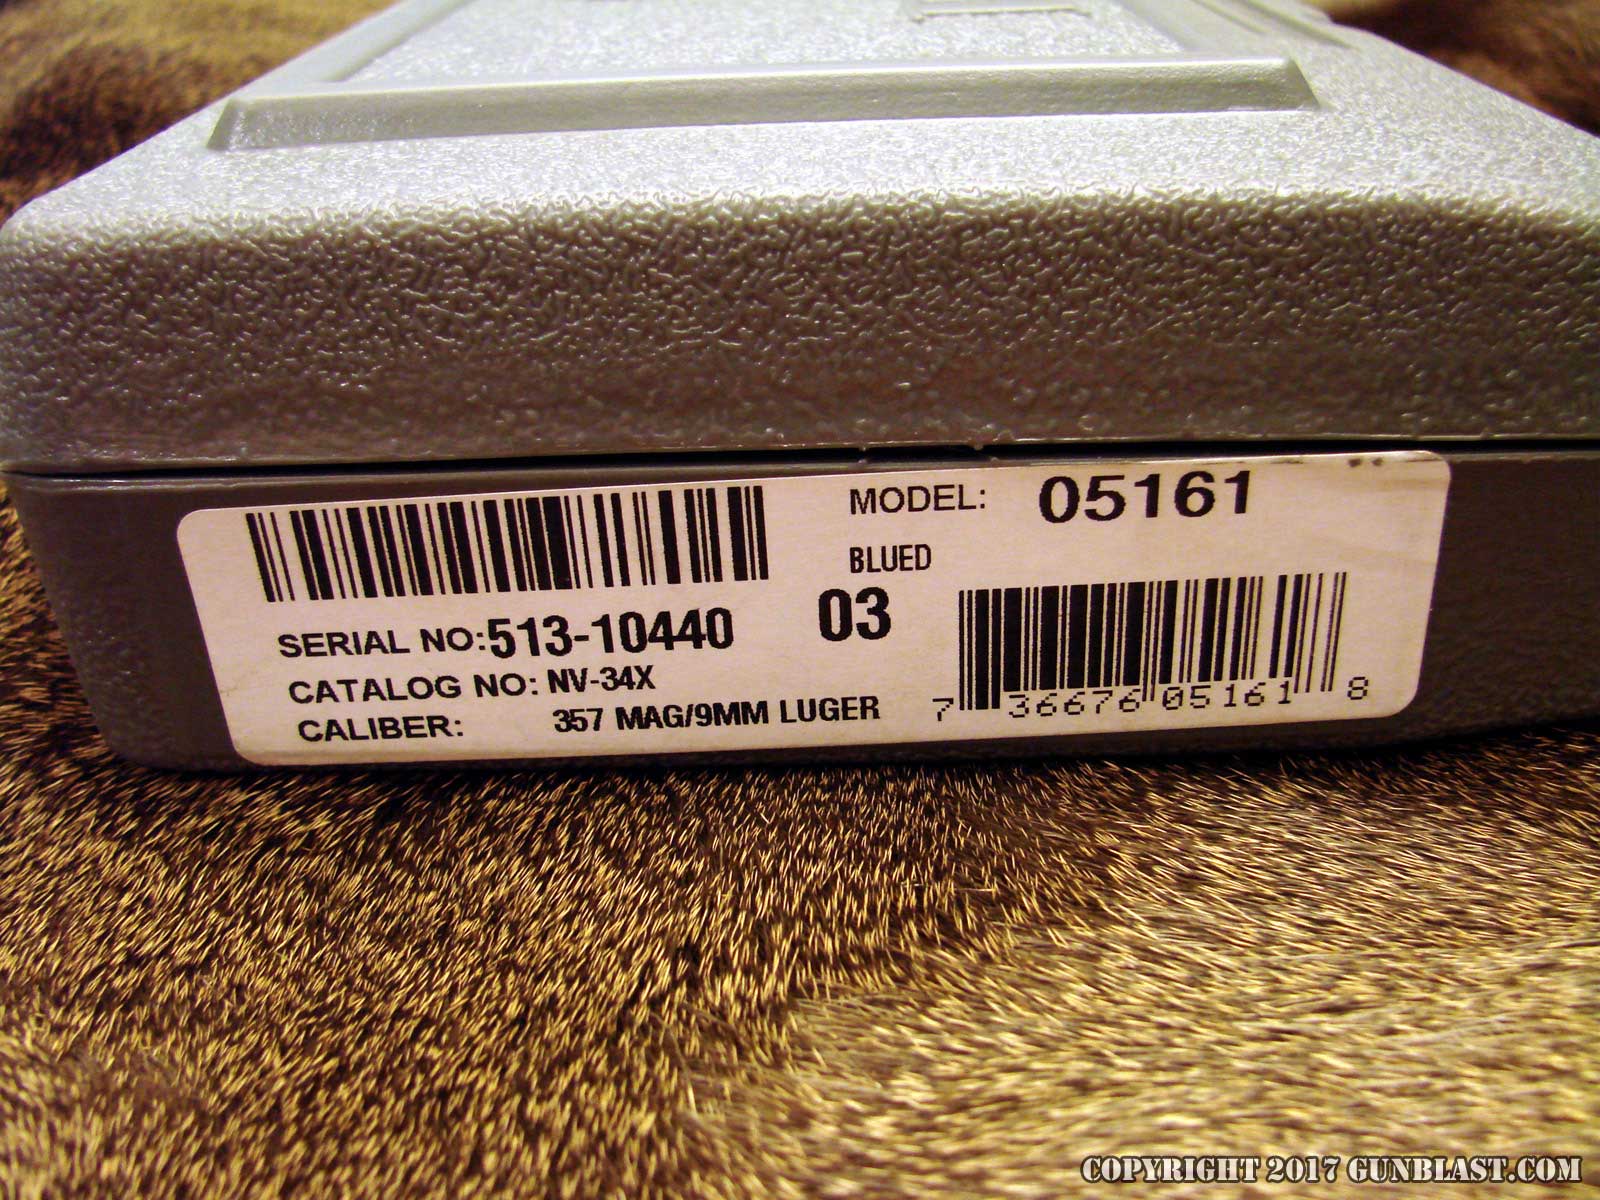 MODEL: 05161
BLUED
03
SERIAL NO:513-10440
CATALOG NO: NV-34X
CALIBER: 357 MAG/9MM LUGER
7 36676 05161 8
COPYRIGHT 2017 GUNBLAST.COM